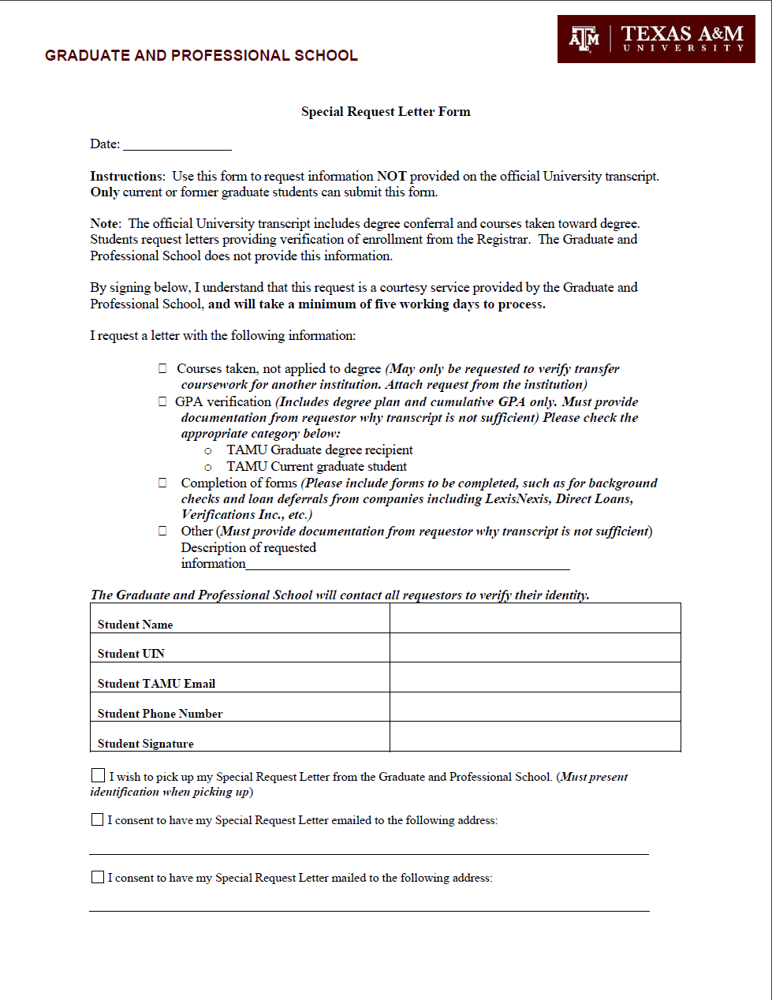 GRADUATE AND PROFESSIONAL SCHOOL
ATM
TEXAS A&M
UNIVERSITY
Special Request Letter Form
Date: _______________
Instructions:  Use this form to request information NOT provided on the official University transcript.
Only current or former graduate students can submit this form.
Note:  The official University transcript includes degree conferral and courses taken toward degree.
Students request letters providing verification of enrollment from the Registrar.  The Graduate and
Professional School does not provide this information.
By signing below, I understand that this request is a courtesy service provided by the Graduate and
Professional School, and will take a minimum of five working days to process.
I request a letter with the following information:
☐ Courses taken, not applied to degree (May only be requested to verify transfer
coursework for another institution. Attach request from the institution)
☐ GPA verification (Includes degree plan and cumulative GPA only. Must provide
documentation from requestor why transcript is not sufficient) Please check the
appropriate category below:
o TAMU Graduate degree recipient
o TAMU Current graduate student
☐ Completion of forms (Please include forms to be completed, such as for background
checks and loan deferrals from companies including LexisNexis, Direct Loans,
Verifications Inc., etc.)
☐ Other (Must provide documentation from requestor why transcript is not sufficient)
Description of requested
information_______________________________________________
The Graduate and Professional School will contact all requestors to verify their identity.
Student Name
Student UIN
Student TAMU Email
Student Phone Number
Student Signature
☐ I wish to pick up my Special Request Letter from the Graduate and Professional School. (Must present
identification when picking up)
☐ I consent to have my Special Request Letter emailed to the following address:
☐ I consent to have my Special Request Letter mailed to the following address: